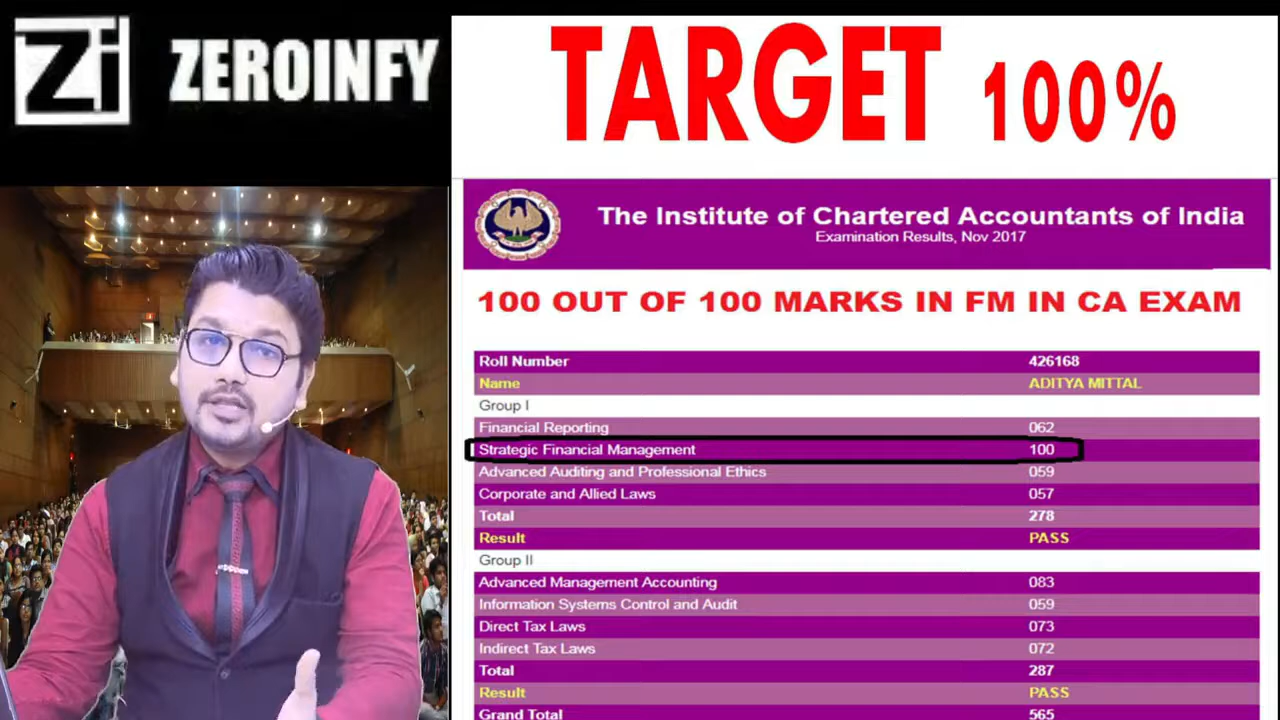 Zi ZEROINFY
TARGET 100%
The Institute of Chartered Accountants of India
Examination Results, Nov 2017
100 OUT OF 100 MARKS IN FM IN CA EXAM
Roll Number 426168
Name ADITYA MITTAL
Group I
Financial Reporting 062
Strategic Financial Management 100
Advanced Auditing and Professional Ethics 059
Corporate and Allied Laws 057
Total 278
Result PASS
Group II
Advanced Management Accounting 083
Information Systems Control and Audit 059
Direct Tax Laws 073
Indirect Tax Laws 072
Total 287
Result PASS
Grand Total 565